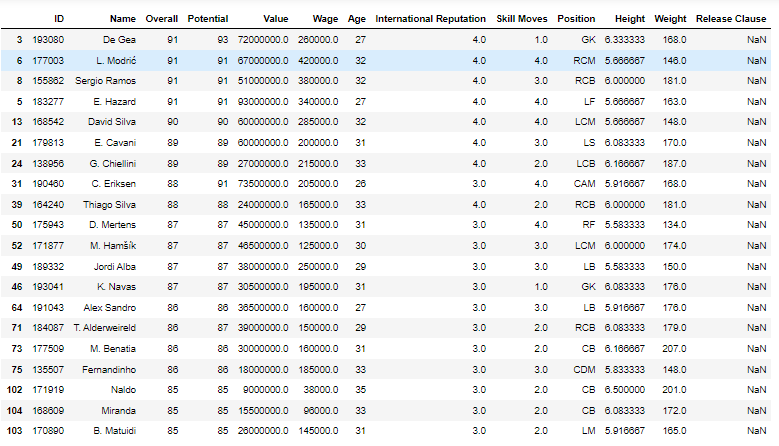 ID Name Overall Potential Value Wage Age International Reputation Skill Moves Position Height Weight Release Clause
3 193080 De Gea 91 93 72000000.0 260000.0 27 4.0 1.0 GK 6.333333 168.0 NaN
6 177003 L. Modrić 91 91 67000000.0 420000.0 32 4.0 4.0 RCM 5.666667 146.0 NaN
8 155862 Sergio Ramos 91 91 51000000.0 380000.0 32 4.0 3.0 RCB 6.000000 181.0 NaN
5 183277 E. Hazard 91 91 93000000.0 340000.0 27 4.0 4.0 LF 5.666667 163.0 NaN
13 168542 David Silva 90 90 60000000.0 285000.0 32 4.0 4.0 LCM 5.666667 148.0 NaN
21 179813 E. Cavani 89 89 60000000.0 200000.0 31 4.0 3.0 LS 6.083333 170.0 NaN
24 138956 G. Chiellini 89 89 27000000.0 215000.0 33 4.0 2.0 LCB 6.166667 187.0 NaN
31 190460 C. Eriksen 88 91 73500000.0 205000.0 26 3.0 4.0 CAM 5.916667 168.0 NaN
39 164240 Thiago Silva 88 88 24000000.0 165000.0 33 4.0 2.0 RCB 6.000000 181.0 NaN
50 175943 D. Mertens 87 87 45000000.0 135000.0 31 3.0 4.0 RF 5.583333 134.0 NaN
52 171877 M. Hamšík 87 87 46500000.0 125000.0 30 3.0 3.0 LCM 6.000000 174.0 NaN
49 189332 Jordi Alba 87 87 38000000.0 250000.0 29 3.0 3.0 LB 5.583333 150.0 NaN
46 193041 K. Navas 87 87 30500000.0 195000.0 31 3.0 1.0 GK 6.083333 176.0 NaN
64 191043 Alex Sandro 86 86 36500000.0 160000.0 27 3.0 3.0 LB 5.916667 176.0 NaN
71 184087 T. Alderweireld 86 87 39000000.0 150000.0 29 3.0 2.0 RCB 6.083333 179.0 NaN
73 177509 M. Benatia 86 86 30000000.0 160000.0 31 3.0 2.0 CB 6.166667 207.0 NaN
75 135507 Fernandinho 86 86 18000000.0 185000.0 33 3.0 3.0 CDM 5.833333 148.0 NaN
102 171919 Naldo 85 85 9000000.0 38000.0 35 3.0 2.0 CB 6.500000 201.0 NaN
104 168609 Miranda 85 85 15500000.0 96000.0 33 3.0 2.0 CB 6.083333 172.0 NaN
103 170890 B. Matuidi 85 85 26000000.0 145000.0 31 3.0 2.0 LM 5.916667 165.0 NaN